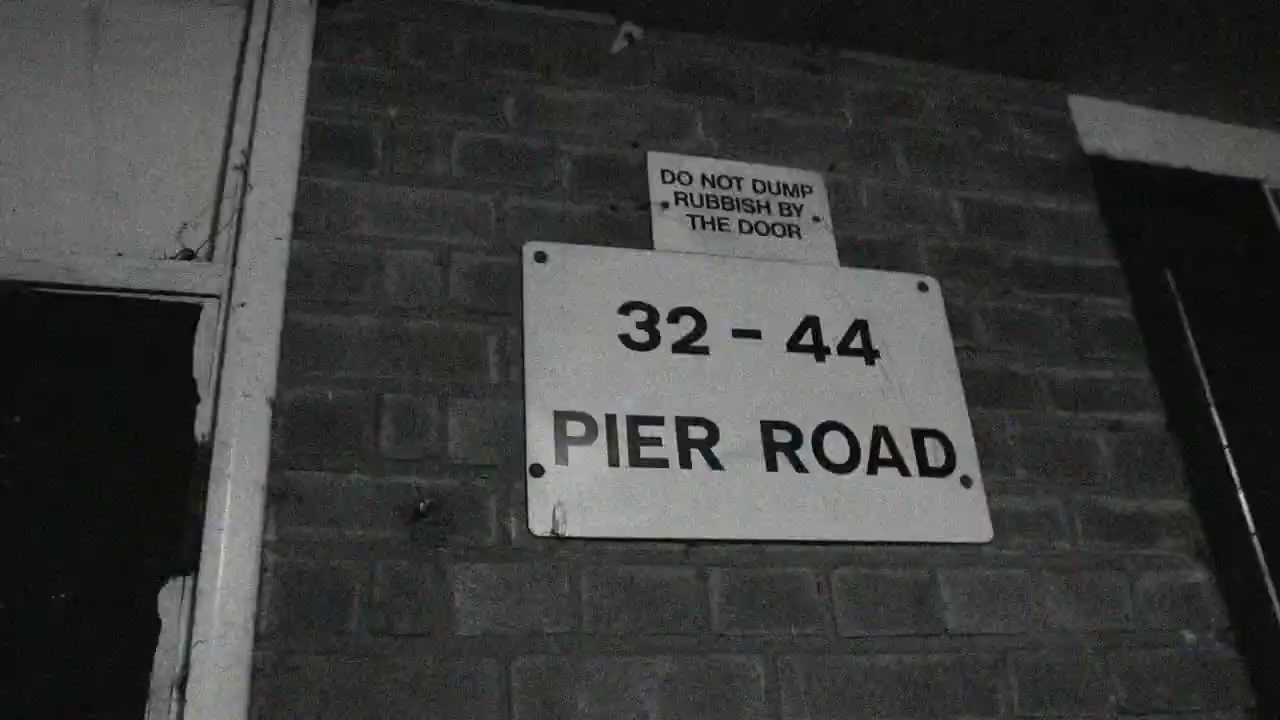 DO NOT DUMP
RUBBISH BY
THE DOOR
32 - 44
PIER ROAD